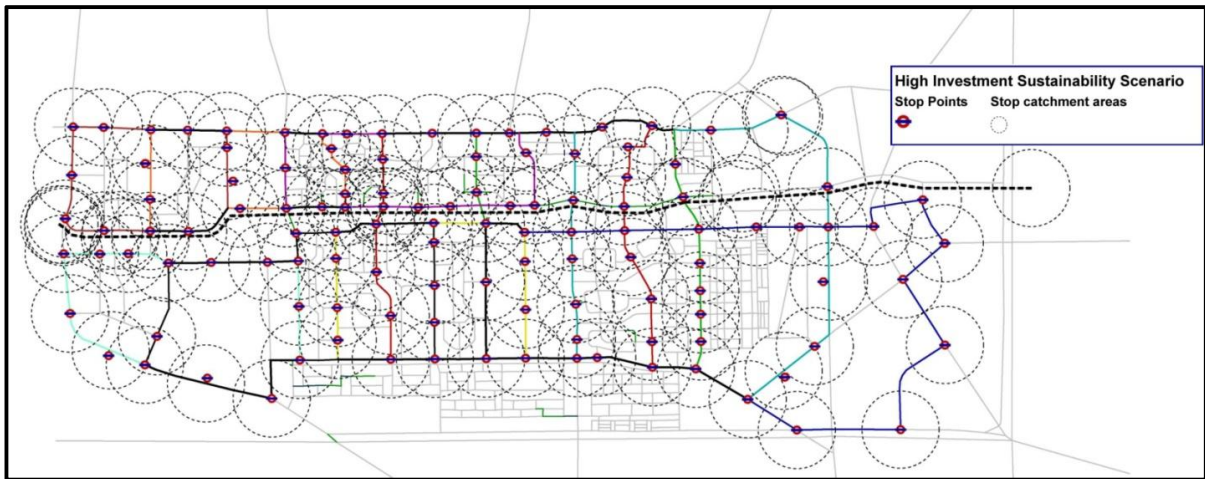 High Investment Sustainability Scenario
Stop Points Stop catchment areas